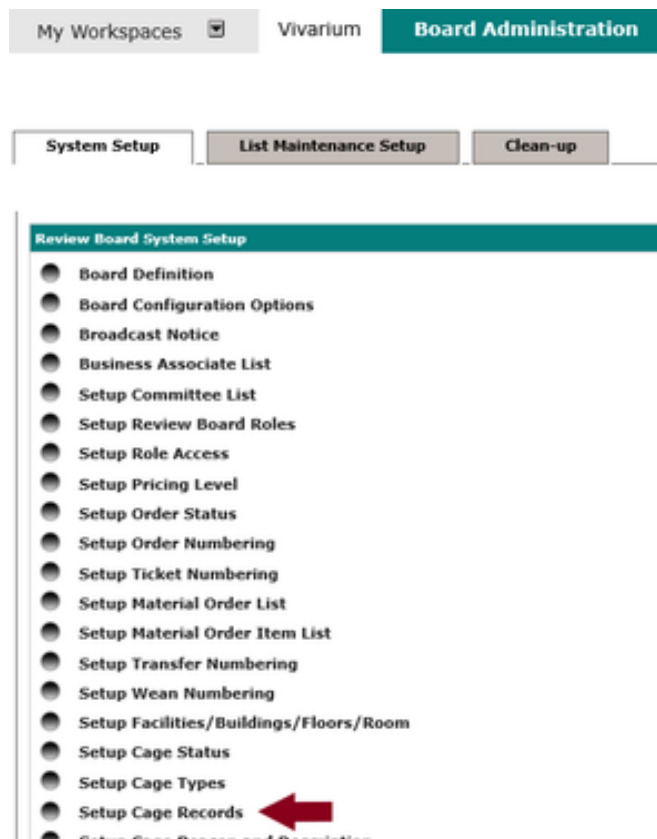 My Workspaces Vivarium Board Administration
System Setup List Maintenance Setup Clean-up
Review Board System Setup
Board Definition
Board Configuration Options
Broadcast Notice
Business Associate List
Setup Committee List
Setup Review Board Roles
Setup Role Access
Setup Pricing Level
Setup Order Status
Setup Order Numbering
Setup Ticket Numbering
Setup Material Order List
Setup Material Order Item List
Setup Transfer Numbering
Setup Wean Numbering
Setup Facilities/Buildings/Floors/Room
Setup Cage Status
Setup Cage Types
Setup Cage Records